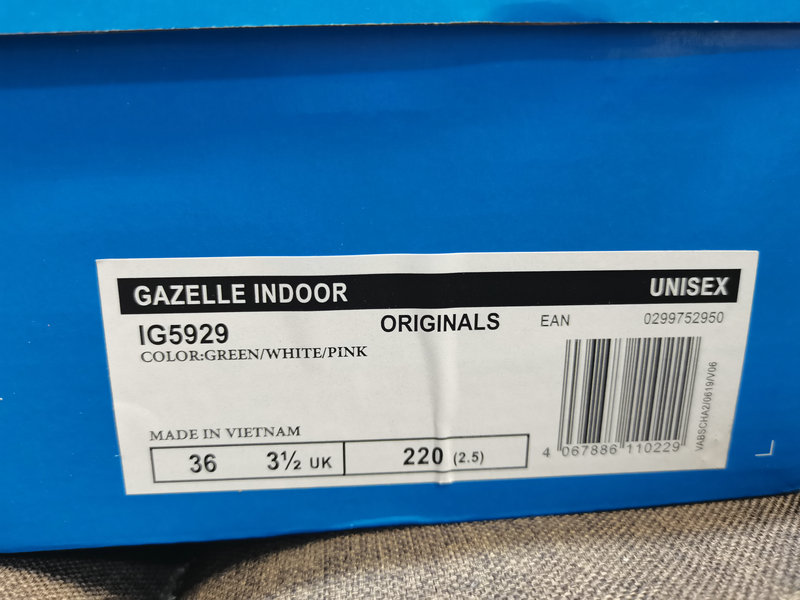 GAZELLE INDOOR UNISEX
IG5929 ORIGINALS EAN 0299752950
COLOR:GREEN/WHITE/PINK
MADE IN VIETNAM
36 3½ UK 220 (2.5)
4 067886 110229
VABSCHA2/0619/V06